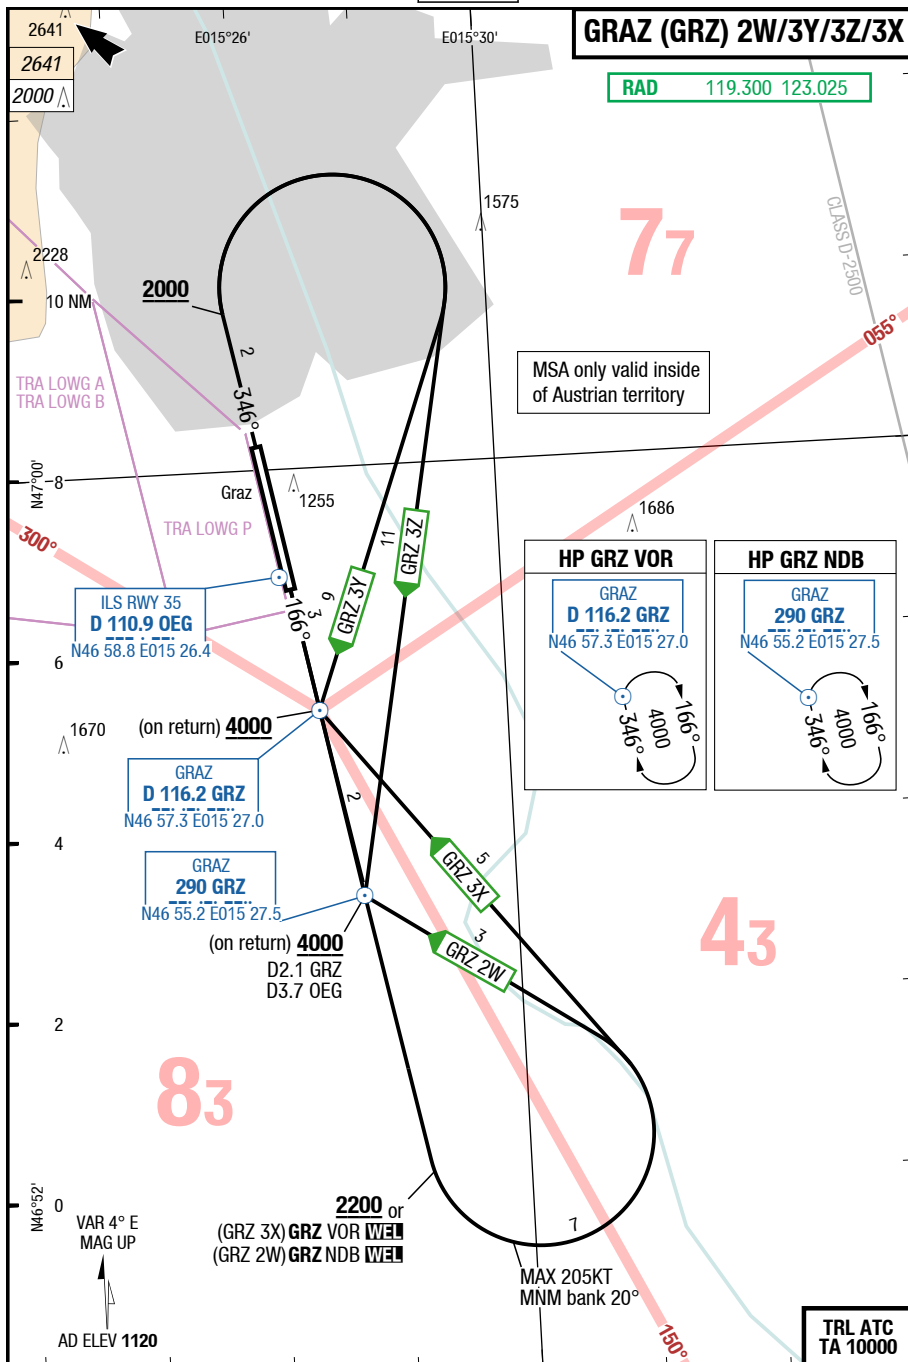 GRAZ (GRZ) 2W/3Y/3Z/3X
2641
2641
2000
E015°26'
E015°30'
RAD 119.300 123.025
1575
77
CLASS D-2500
2228
2000
10 NM
055°
2
346°
MSA only valid inside
of Austrian territory
TRA LOWG A
TRA LOWG B
N47°00'
8
Graz
1255
1686
TRA LOWG P
11
GRZ 3Z
300°
HP GRZ VOR
GRAZ
D 116.2 GRZ
N46 57.3 E015 27.0
346°
4000
166°
HP GRZ NDB
GRAZ
290 GRZ
N46 55.2 E015 27.5
346°
4000
166°
ILS RWY 35
D 110.9 OEG
N46 58.8 E015 26.4
3
166°
9
GRZ 3Y
6
(on return) 4000
1670
GRAZ
D 116.2 GRZ
N46 57.3 E015 27.0
2
4
5
GRZ 3X
GRAZ
290 GRZ
N46 55.2 E015 27.5
(on return) 4000
D2.1 GRZ
D3.7 OEG
3
GRZ 2W
43
2
83
N46°52'
0
2200 or
(GRZ 3X) GRZ VOR WEL
(GRZ 2W) GRZ NDB WEL
7
MAX 205KT
MNM bank 20°
VAR 4° E
MAG UP
AD ELEV 1120
150°
TRL ATC
TA 10000